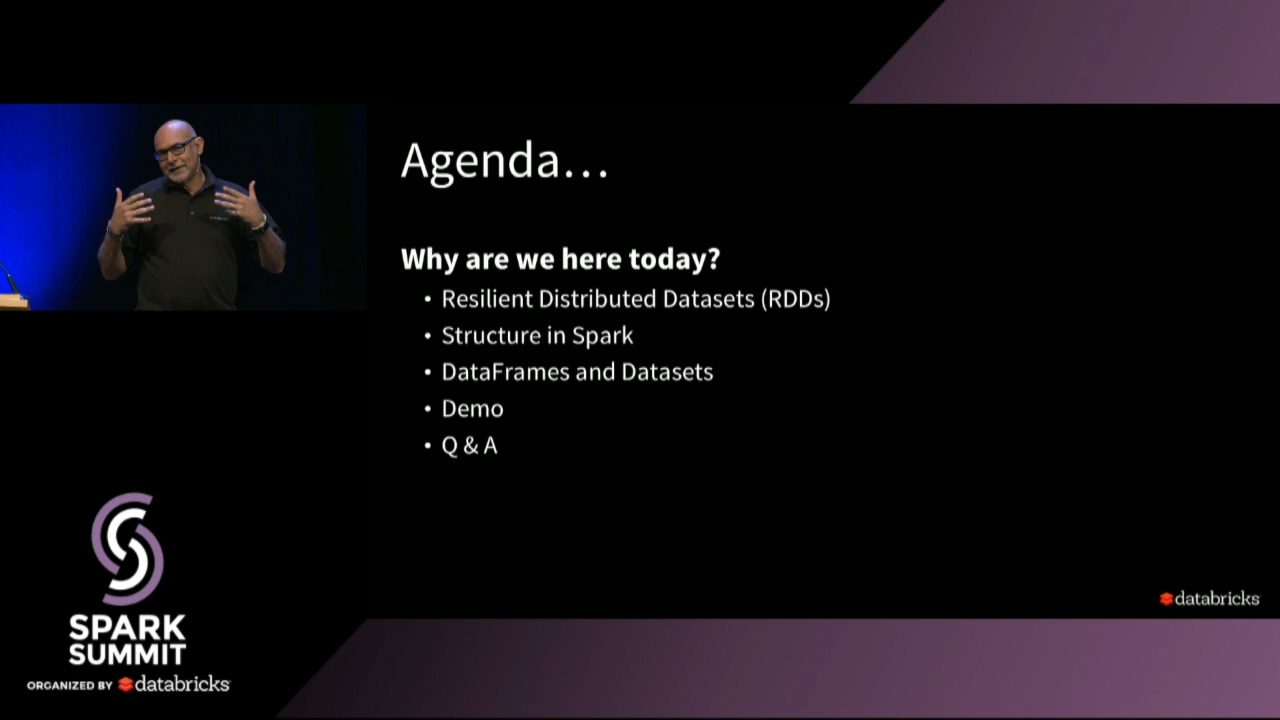 Agenda...
Why are we here today?
• Resilient Distributed Datasets (RDDs)
• Structure in Spark
• DataFrames and Datasets
• Demo
• Q & A
databricks
SPARK
SUMMIT
ORGANIZED BY databricks